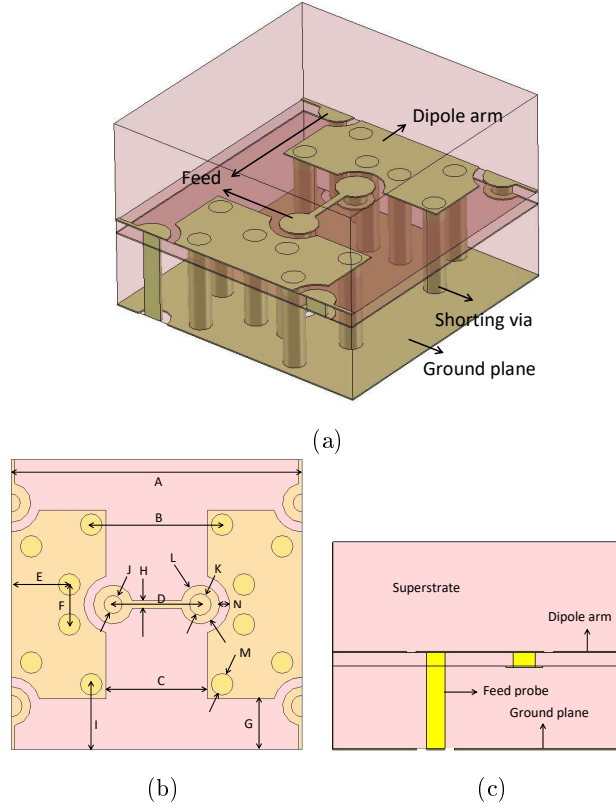 Dipole arm
Feed
Shorting via
Ground plane
(a)
A
B
J
H
L
K
E
D
N
F
M
C
I
G
(b)
Superstrate
Dipole arm
Feed probe
Ground plane
(c)